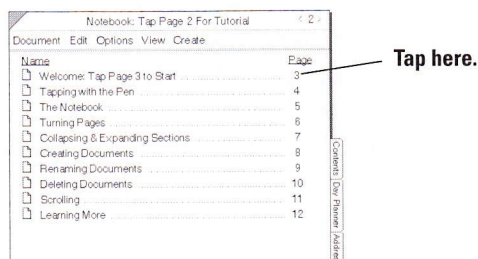 Notebook: Tap Page 2 For Tutorial < 2 >
Document Edit Options View Create
Name Page
Welcome: Tap Page 3 to Start 3
Tapping with the Pen 4
The Notebook 5
Turning Pages 6
Collapsing & Expanding Sections 7
Creating Documents 8
Renaming Documents 9
Deleting Documents 10
Scrolling 11
Learning More 12
Tap here.
Contents
Day Planner